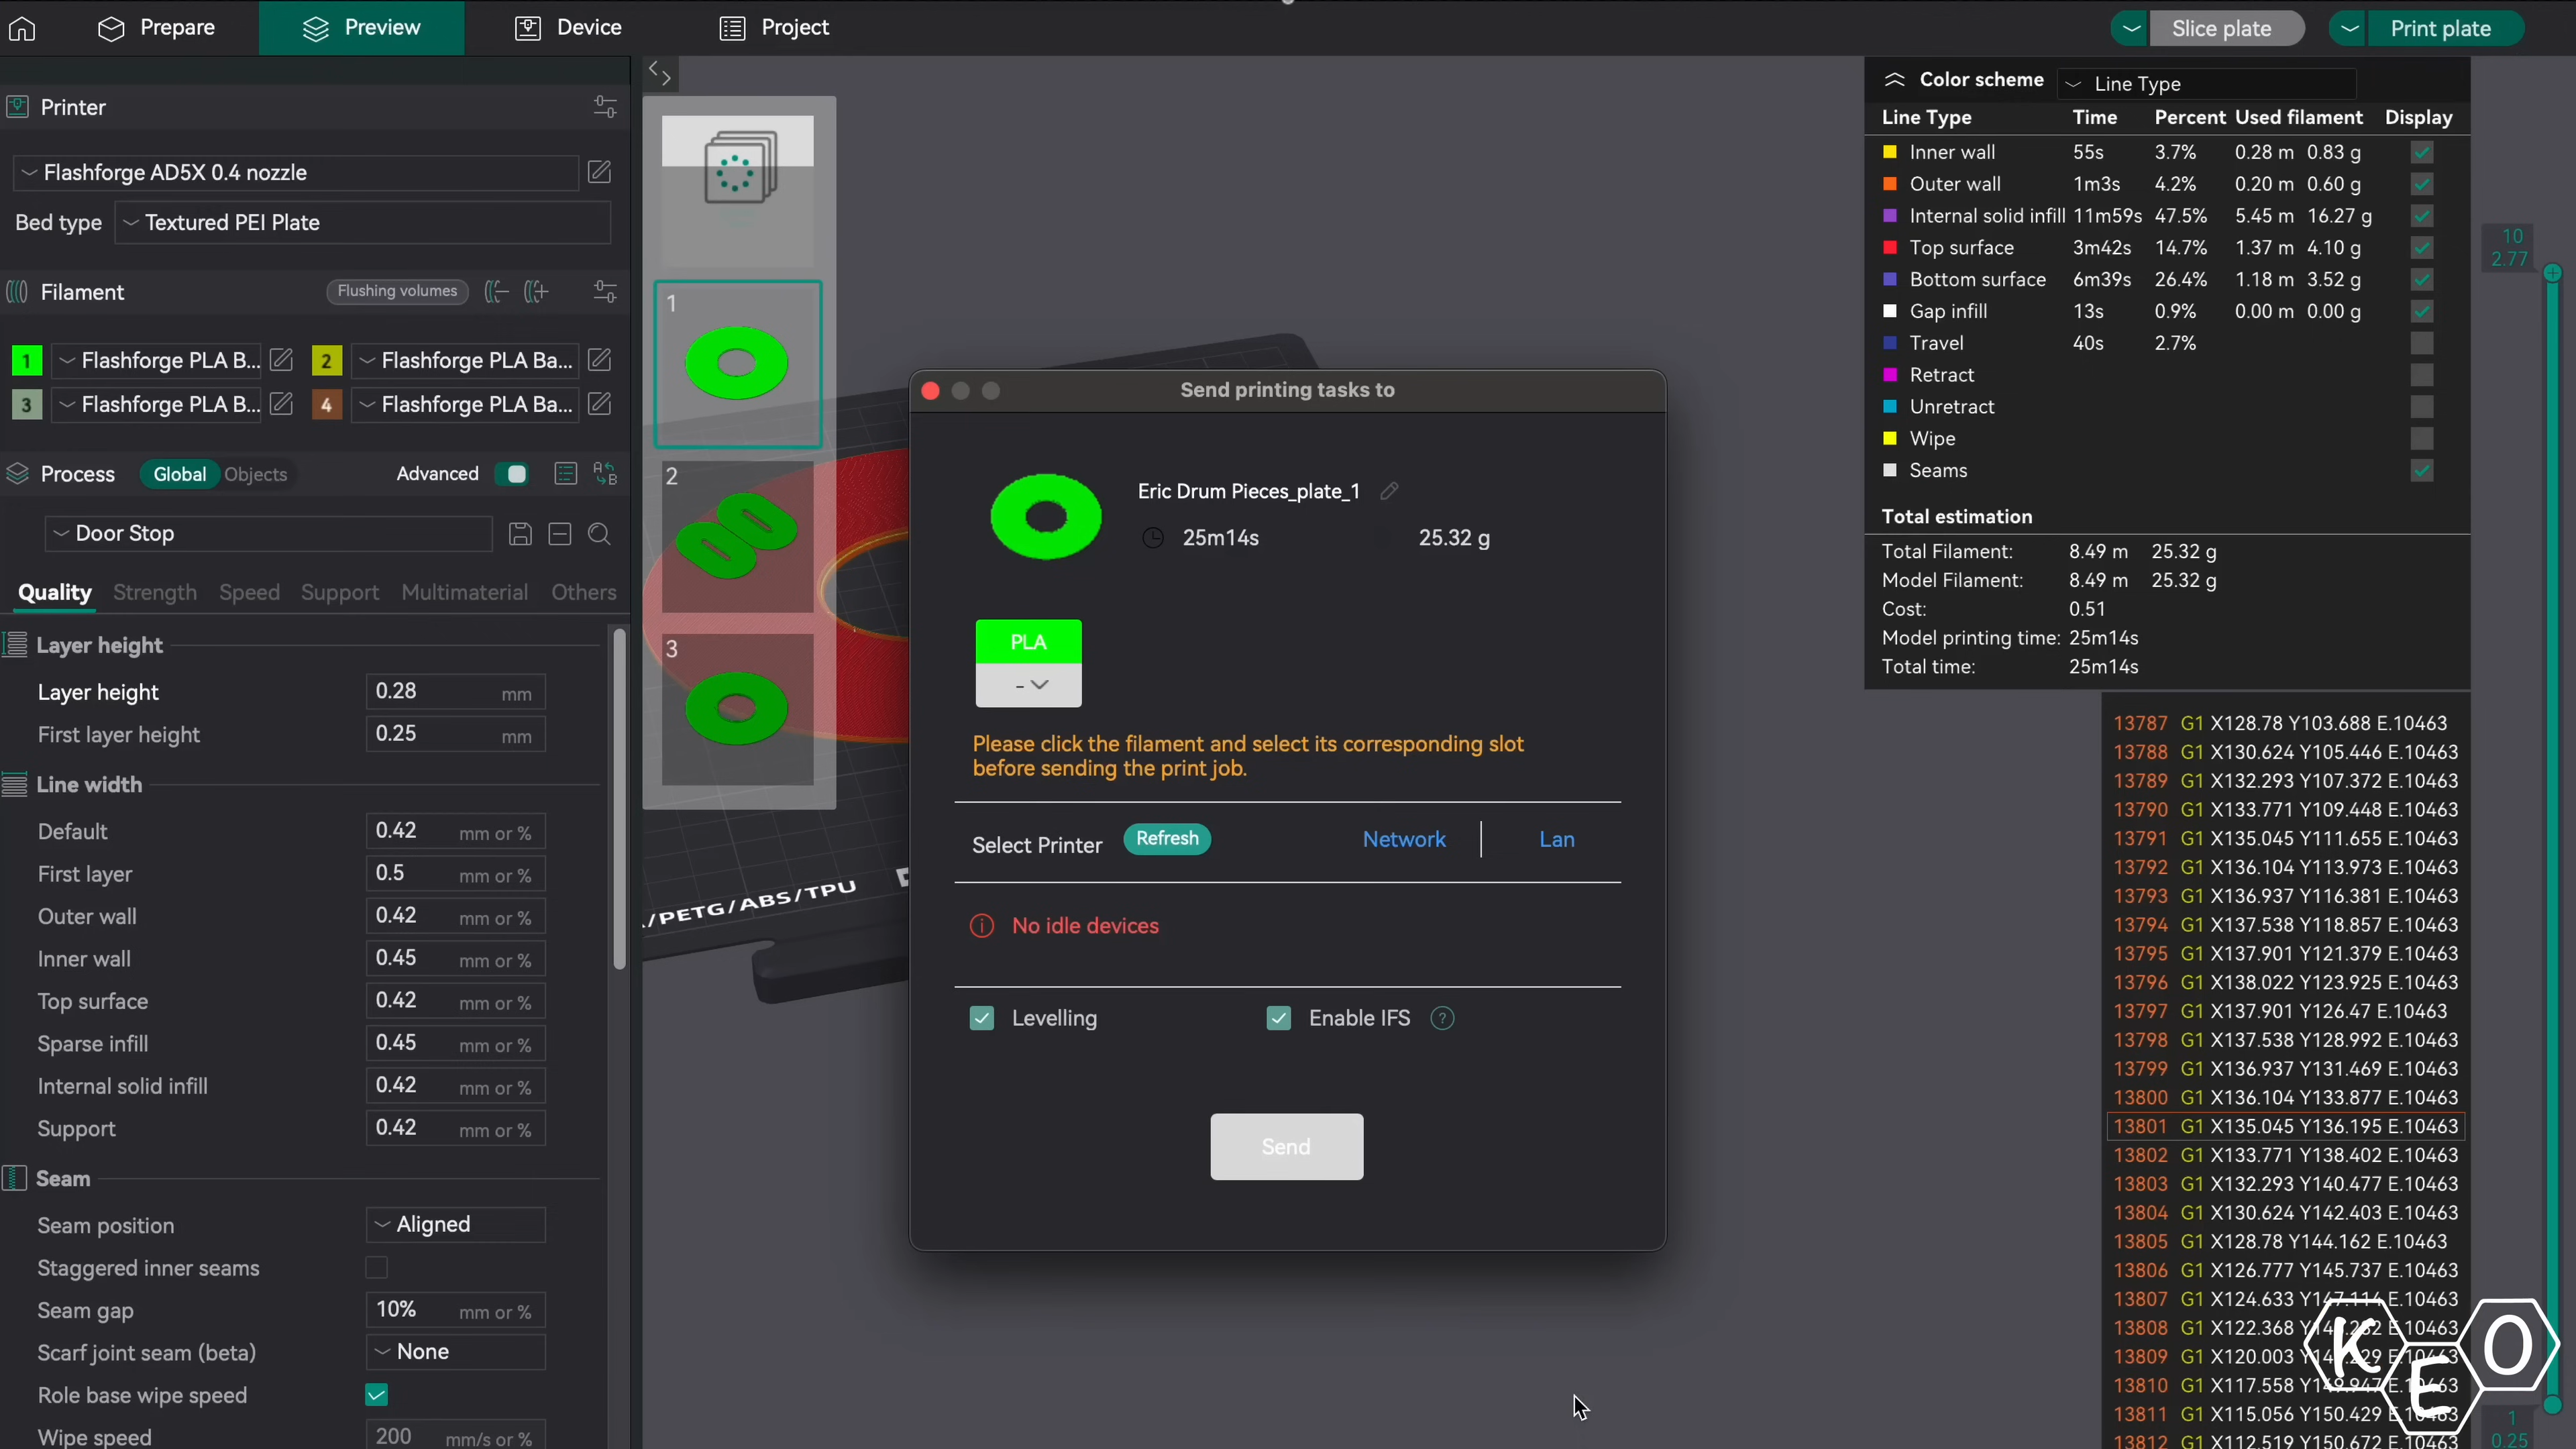 Prepare
Preview
Device
Project
Slice plate
Print plate
Printer
Flashforge AD5X 0.4 nozzle
Bed type Textured PEI Plate
Filament Flushing volumes
1 Flashforge PLA B... 2 Flashforge PLA Ba...
3 Flashforge PLA B... 4 Flashforge PLA Ba...
Process Global Objects Advanced
Door Stop
Quality Strength Speed Support Multimaterial Others
Layer height
Layer height 0.28 mm
First layer height 0.25 mm
Line width
Default 0.42 mm or %
First layer 0.5 mm or %
Outer wall 0.42 mm or %
Inner wall 0.45 mm or %
Top surface 0.42 mm or %
Sparse infill 0.45 mm or %
Internal solid infill 0.42 mm or %
Support 0.42 mm or %
Seam
Seam position Aligned
Staggered inner seams
Seam gap 10% mm or %
Scarf joint seam (beta) None
Role base wipe speed
Wipe speed 200 mm/s or %
1
2
3
/PETG/ABS/TPU
Send printing tasks to
Eric Drum Pieces_plate_1
25m14s 25.32 g
PLA
-
Please click the filament and select its corresponding slot
before sending the print job.
Select Printer Refresh Network Lan
No idle devices
Levelling Enable IFS ?
Send
Color scheme Line Type
Line Type Time Percent Used filament Display
Inner wall 55s 3.7% 0.28 m 0.83 g
Outer wall 1m3s 4.2% 0.20 m 0.60 g
Internal solid infill 11m59s 47.5% 5.45 m 16.27 g
Top surface 3m42s 14.7% 1.37 m 4.10 g
Bottom surface 6m39s 26.4% 1.18 m 3.52 g
Gap infill 13s 0.9% 0.00 m 0.00 g
Travel 40s 2.7%
Retract
Unretract
Wipe
Seams
Total estimation
Total Filament: 8.49 m 25.32 g
Model Filament: 8.49 m 25.32 g
Cost: 0.51
Model printing time: 25m14s
Total time: 25m14s
10
2.77
13787 G1 X128.78 Y103.688 E.10463
13788 G1 X130.624 Y105.446 E.10463
13789 G1 X132.293 Y107.372 E.10463
13790 G1 X133.771 Y109.448 E.10463
13791 G1 X135.045 Y111.655 E.10463
13792 G1 X136.104 Y113.973 E.10463
13793 G1 X136.937 Y116.381 E.10463
13794 G1 X137.538 Y118.857 E.10463
13795 G1 X137.901 Y121.379 E.10463
13796 G1 X138.022 Y123.925 E.10463
13797 G1 X137.901 Y126.47 E.10463
13798 G1 X137.538 Y128.992 E.10463
13799 G1 X136.937 Y131.469 E.10463
13800 G1 X136.104 Y133.877 E.10463
13801 G1 X135.045 Y136.195 E.10463
13802 G1 X133.771 Y138.402 E.10463
13803 G1 X132.293 Y140.477 E.10463
13804 G1 X130.624 Y142.403 E.10463
13805 G1 X128.78 Y144.162 E.10463
13806 G1 X126.777 Y145.737 E.10463
13807 G1 X124.633 Y147.114 E.10463
13808 G1 X122.368
13809 G1 X120.003
13810 G1 X117.558 Y149.947
13811 G1 X115.056 Y150.429
13812 G1 X112.519 Y150.672 E.10463
1
0.25
K E O